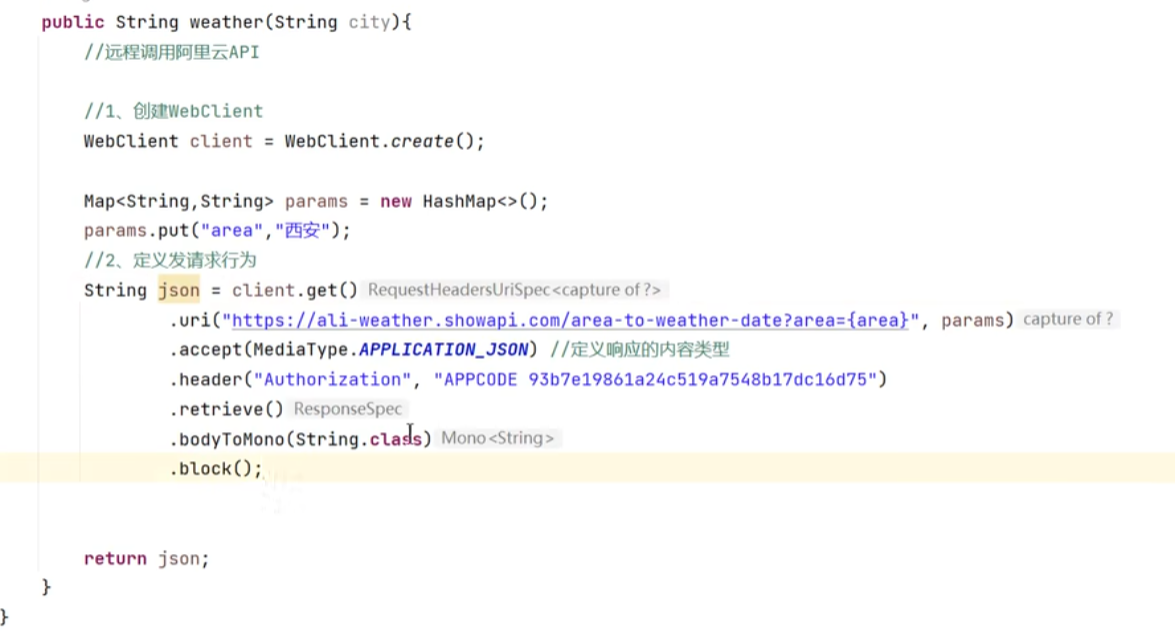 public String weather(String city){
//远程调用阿里云API
//1、创建WebClient
WebClient client = WebClient.create();
Map<String,String> params = new HashMap<>();
params.put("area","西安");
//2、定义发请求行为
String json = client.get() RequestHeadersUriSpec<capture of ?>
.uri("https://ali-weather.showapi.com/area-to-weather-date?area={area}", params) capture of ?
.accept(MediaType.APPLICATION_JSON) //定义响应的内容类型
.header("Authorization", "APPCODE 93b7e19861a24c519a7548b17dc16d75")
.retrieve() ResponseSpec
.bodyToMono(String.class) Mono<String>
.block();
return json;
}
}